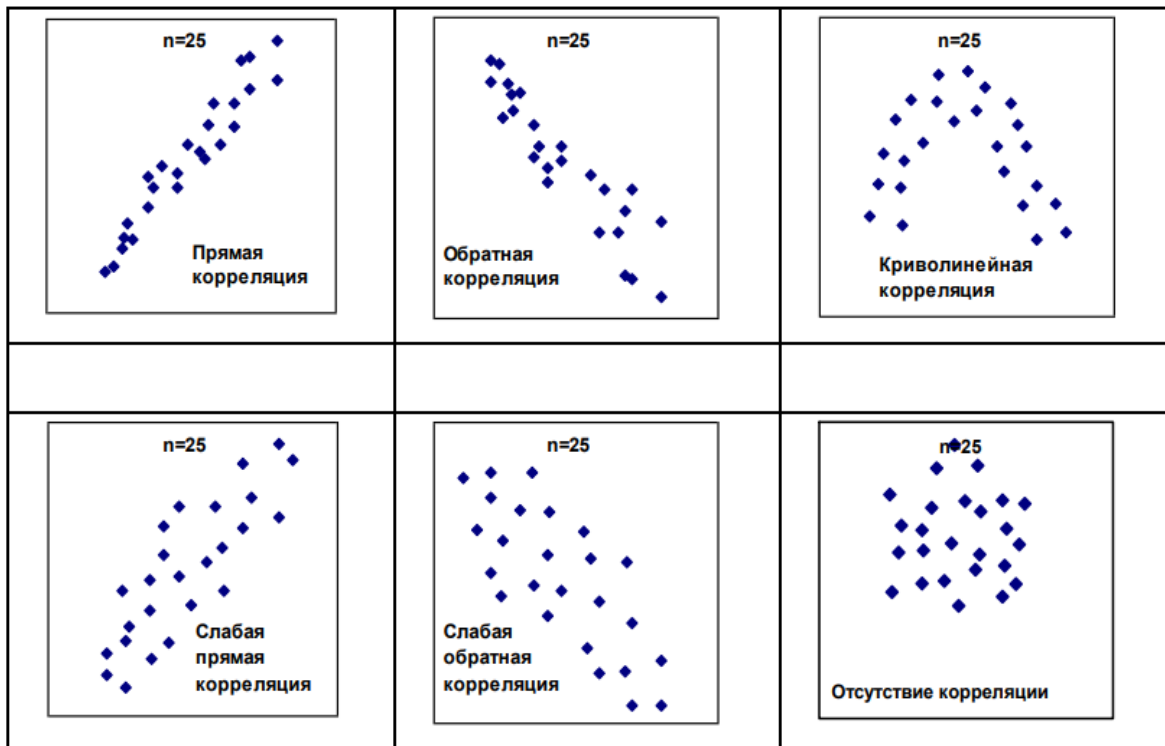 n=25
Прямая
корреляция
n=25
Обратная
корреляция
n=25
Криволинейная
корреляция
n=25
Слабая
прямая
корреляция
n=25
Слабая
обратная
корреляция
n=25
Отсутствие корреляции